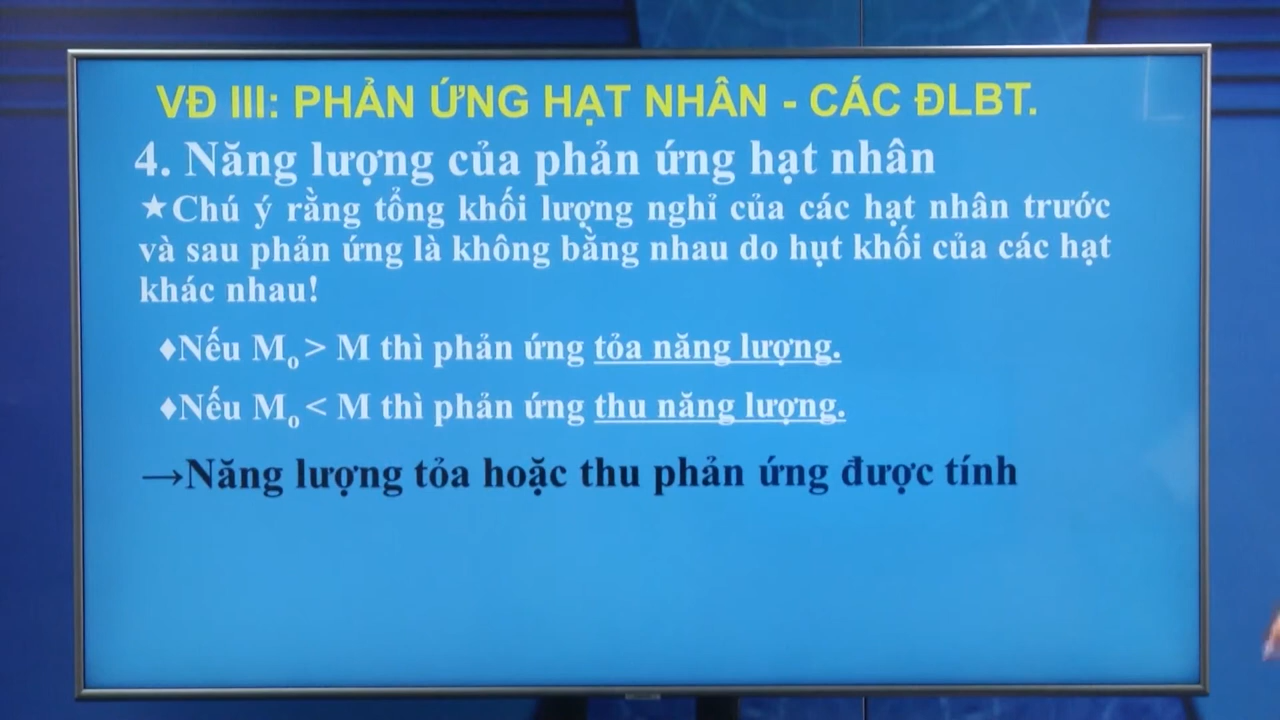 VĐ III: PHẢN ỨNG HẠT NHÂN - CÁC ĐLBT.
4. Năng lượng của phản ứng hạt nhân
★Chú ý rằng tổng khối lượng nghỉ của các hạt nhân trước
và sau phản ứng là không bằng nhau do hụt khối của các hạt
khác nhau!
♦Nếu M₀ > M thì phản ứng tỏa năng lượng.
♦Nếu M₀ < M thì phản ứng thu năng lượng.
→Năng lượng tỏa hoặc thu phản ứng được tính